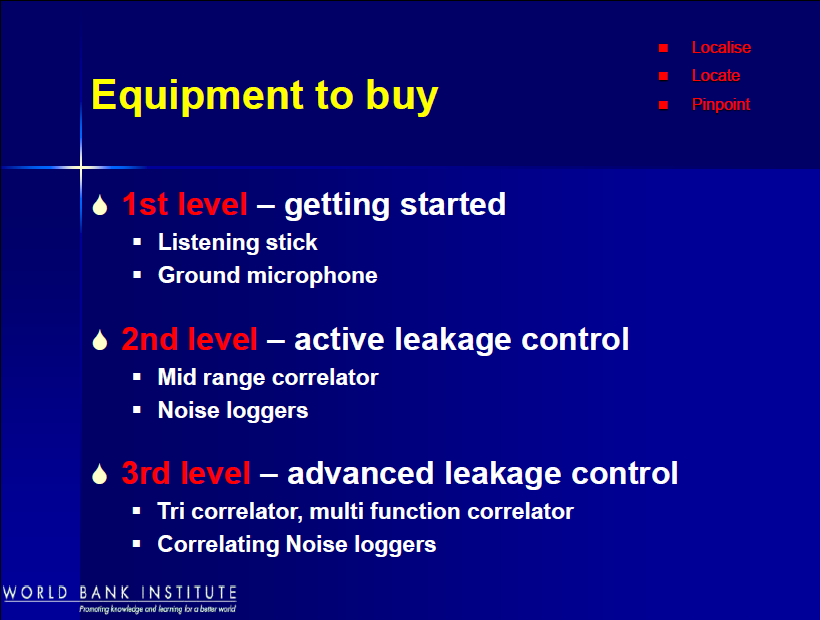 Localise
Locate
Pinpoint
Equipment to buy
1st level – getting started
Listening stick
Ground microphone
2nd level – active leakage control
Mid range correlator
Noise loggers
3rd level – advanced leakage control
Tri correlator, multi function correlator
Correlating Noise loggers
WORLD BANK INSTITUTE
Promoting knowledge and learning for a better world